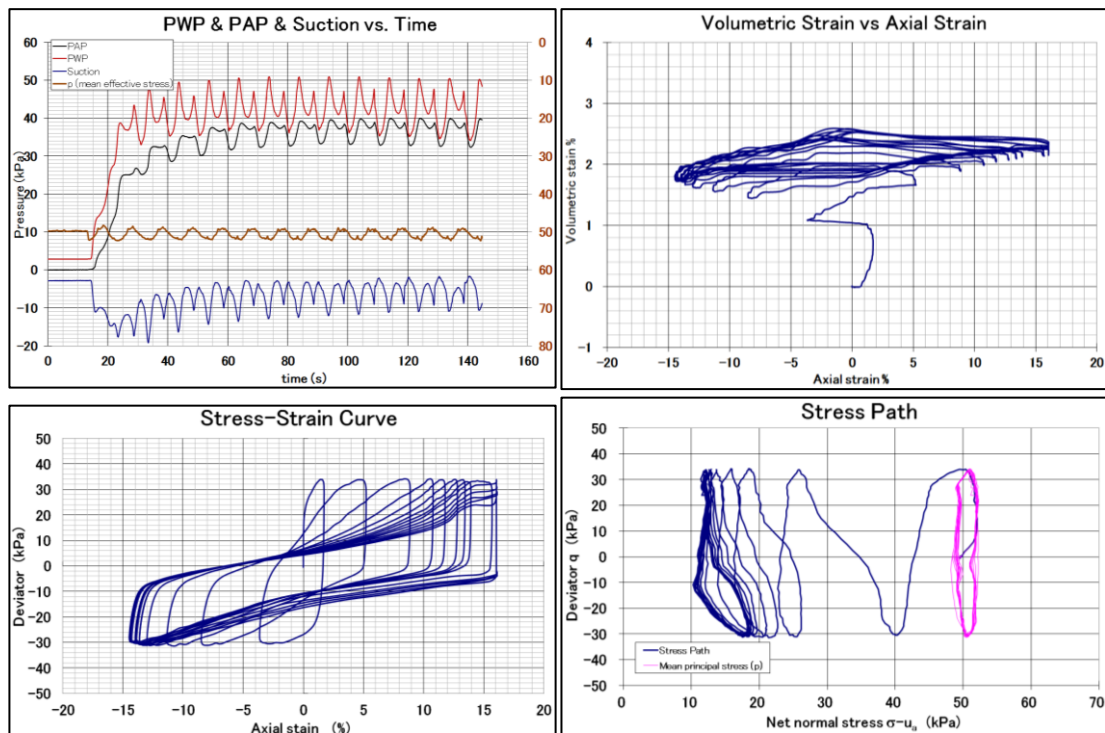 PWP & PAP & Suction vs. Time
60
50
40
30
20
10
0
-10
-20
0
10
20
30
40
50
60
70
80
PAP
PWP
Suction
p (mean effective stress)
Pressure (kPa)
0 20 40 60 80 100 120 140 160
time (s)
Volumetric Strain vs Axial Strain
4
3
2
1
0
-1
Volumetric stain %
-20 -15 -10 -5 0 5 10 15 20
Axial strain %
Stress-Strain Curve
50
40
30
20
10
0
-10
-20
-30
-40
-50
Deviator (kPa)
-20 -15 -10 -5 0 5 10 15 20
Axial stain (%)
Stress Path
50
40
30
20
10
0
-10
-20
-30
-40
-50
Deviator q (kPa)
Stress Path
Mean principal stress (p)
0 10 20 30 40 50 60 70
Net normal stress σ-uₐ (kPa)